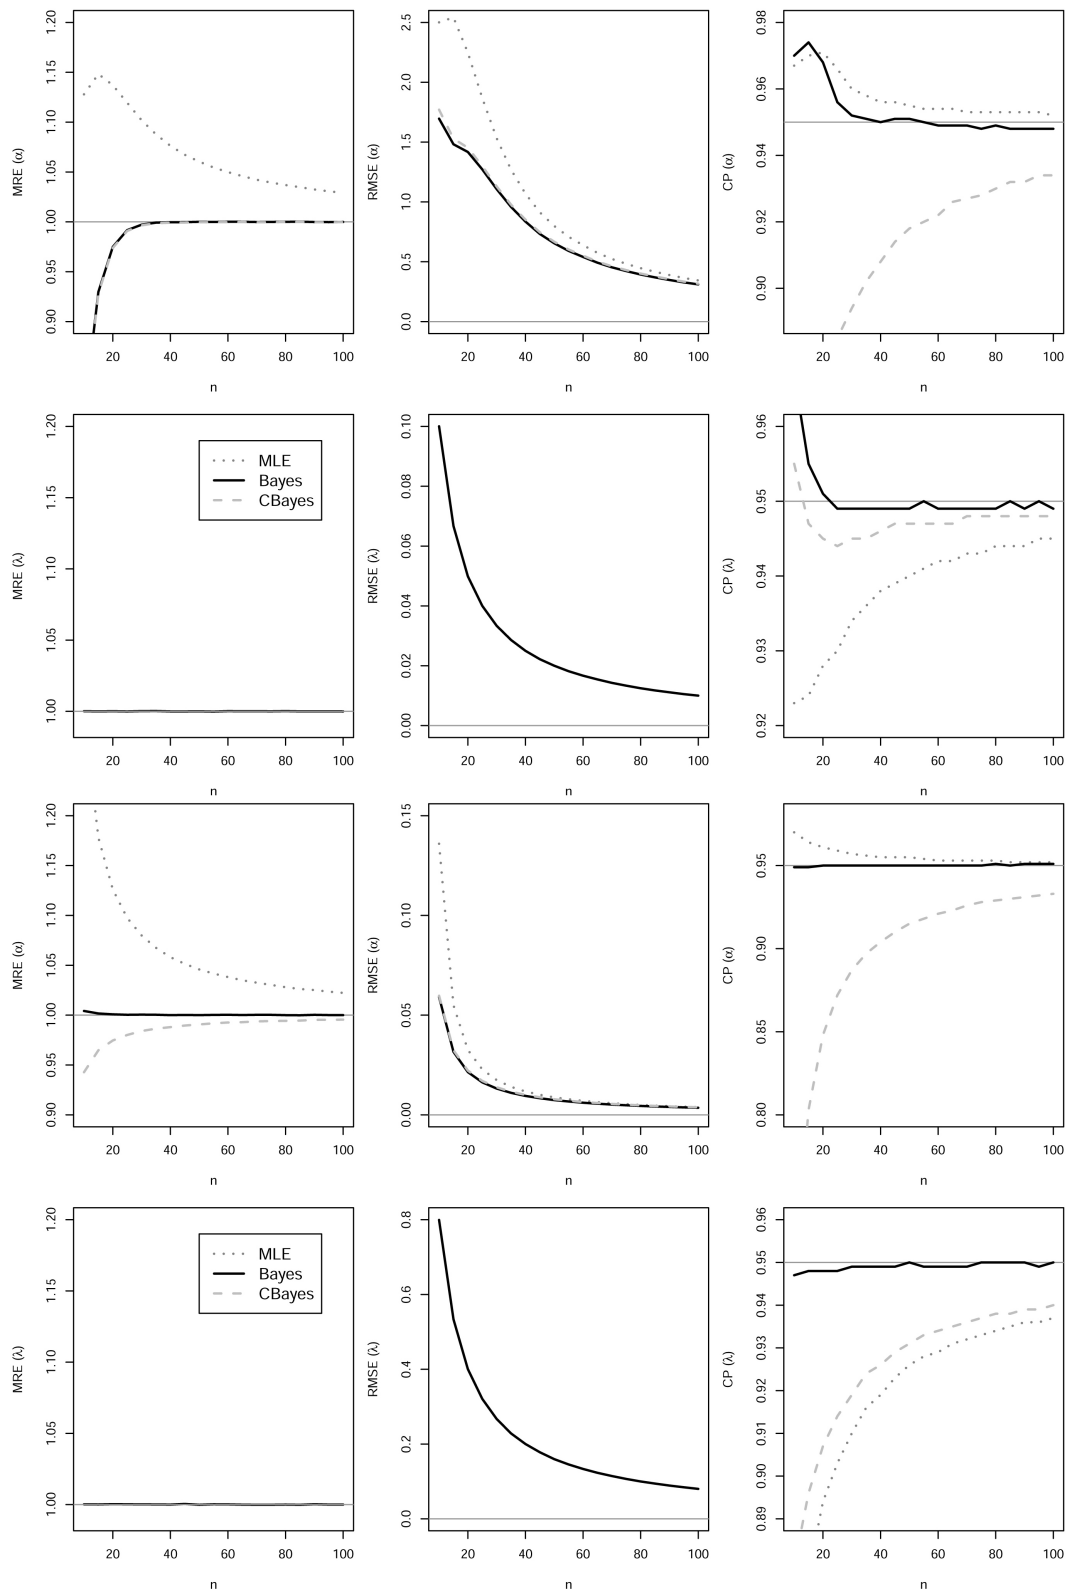 MRE (α)
0.90 0.95 1.00 1.05 1.10 1.15 1.20
20 40 60 80 100
n
RMSE (α)
0.0 0.5 1.0 1.5 2.0 2.5
20 40 60 80 100
n
CP (α)
0.90 0.92 0.94 0.96 0.98
20 40 60 80 100
n
MRE (λ)
1.00 1.05 1.10 1.15 1.20
MLE
Bayes
CBayes
20 40 60 80 100
n
RMSE (λ)
0.00 0.02 0.04 0.06 0.08 0.10
20 40 60 80 100
n
CP (λ)
0.92 0.93 0.94 0.95 0.96
20 40 60 80 100
n
MRE (α)
0.90 0.95 1.00 1.05 1.10 1.15 1.20
20 40 60 80 100
n
RMSE (α)
0.00 0.05 0.10 0.15
20 40 60 80 100
n
CP (α)
0.80 0.85 0.90 0.95
20 40 60 80 100
n
MRE (λ)
1.00 1.05 1.10 1.15 1.20
MLE
Bayes
CBayes
20 40 60 80 100
n
RMSE (λ)
0.0 0.2 0.4 0.6 0.8
20 40 60 80 100
n
CP (λ)
0.89 0.90 0.91 0.92 0.93 0.94 0.95 0.96
20 40 60 80 100
n